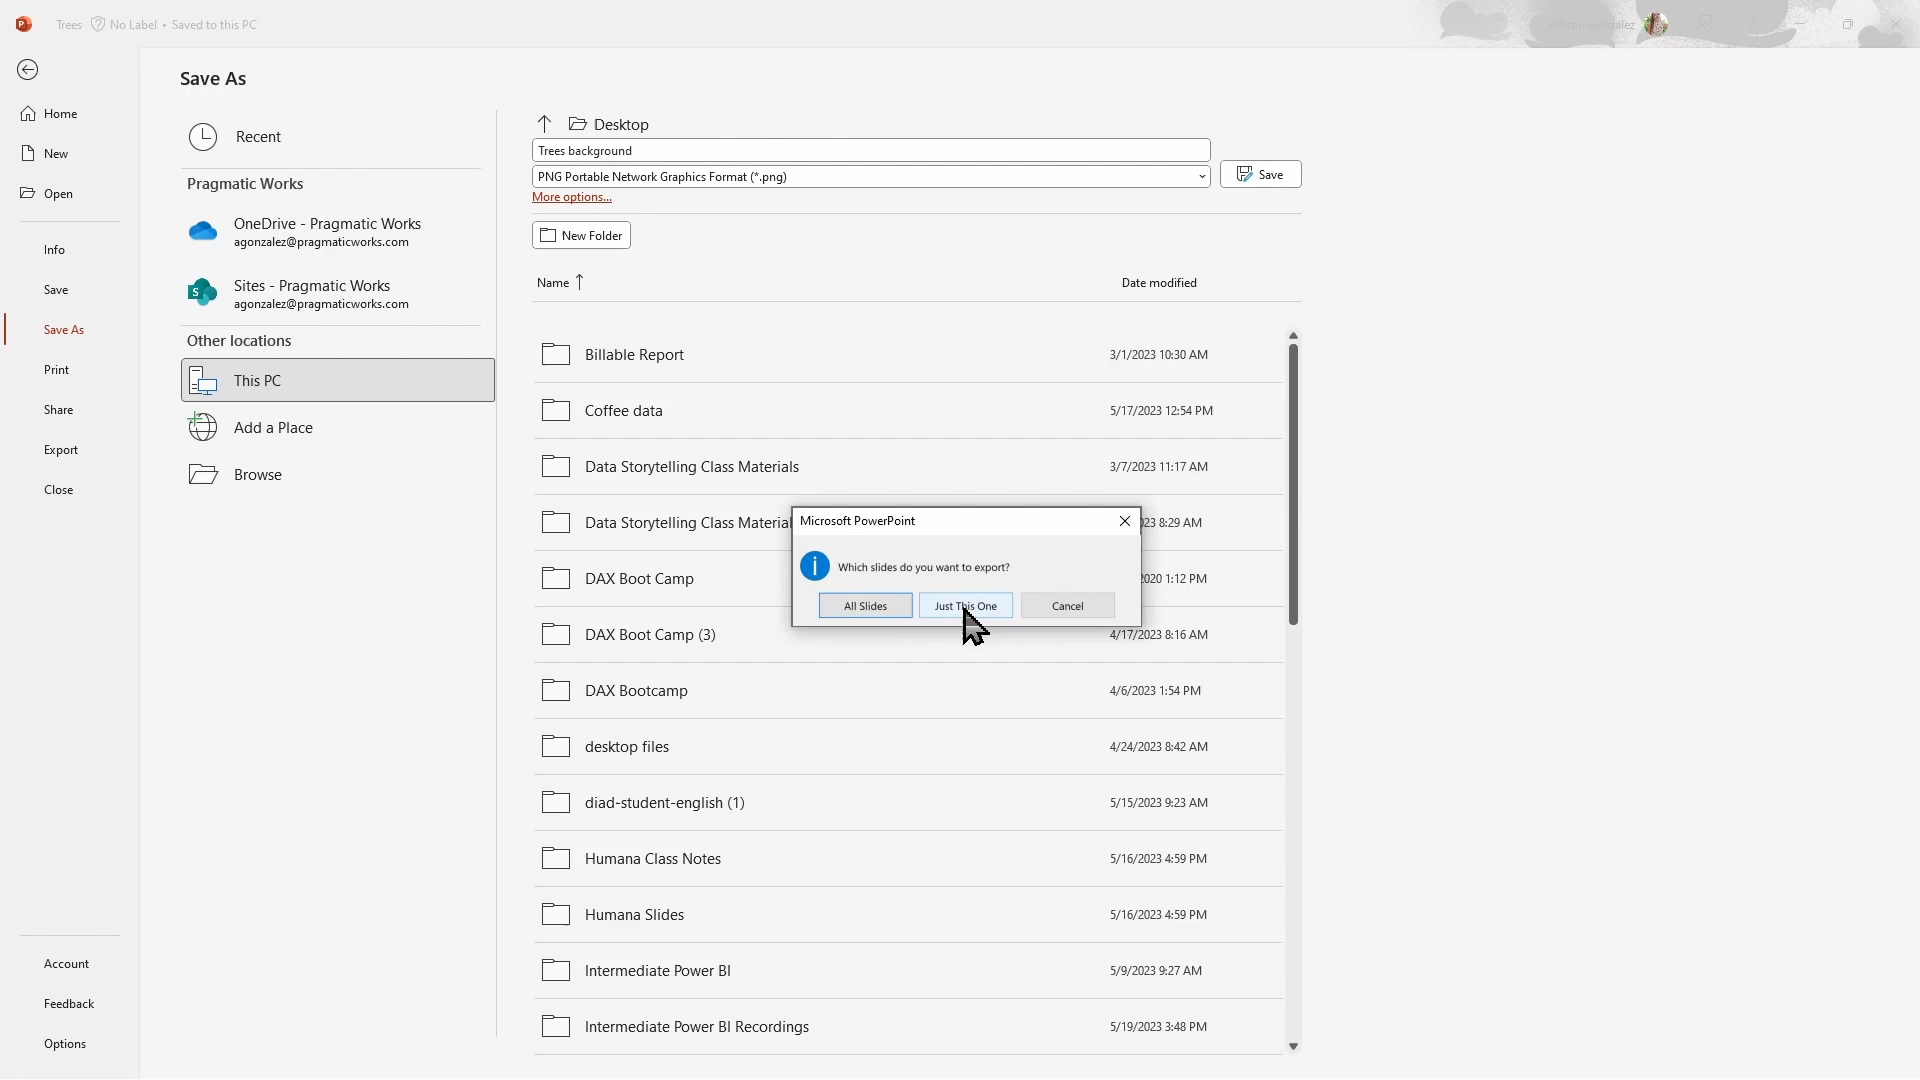 Trees No Label • Saved to this PC
Allison Gonzalez
Save As
Home
New
Open
Info
Save
Save As
Print
Share
Export
Close
Account
Feedback
Options
Recent
Pragmatic Works
OneDrive - Pragmatic Works
agonzalez@pragmaticworks.com
Sites - Pragmatic Works
agonzalez@pragmaticworks.com
Other locations
This PC
Add a Place
Browse
Desktop
Trees background
PNG Portable Network Graphics Format (*.png)
Save
More options...
New Folder
Name Date modified
Billable Report 3/1/2023 10:30 AM
Coffee data 5/17/2023 12:54 PM
Data Storytelling Class Materials 3/7/2023 11:17 AM
Data Storytelling Class Material 023 8:29 AM
DAX Boot Camp 2020 1:12 PM
DAX Boot Camp (3) 4/17/2023 8:16 AM
DAX Bootcamp 4/6/2023 1:54 PM
desktop files 4/24/2023 8:42 AM
diad-student-english (1) 5/15/2023 9:23 AM
Humana Class Notes 5/16/2023 4:59 PM
Humana Slides 5/16/2023 4:59 PM
Intermediate Power BI 5/9/2023 9:27 AM
Intermediate Power BI Recordings 5/19/2023 3:48 PM
Microsoft PowerPoint
Which slides do you want to export?
All Slides Just This One Cancel